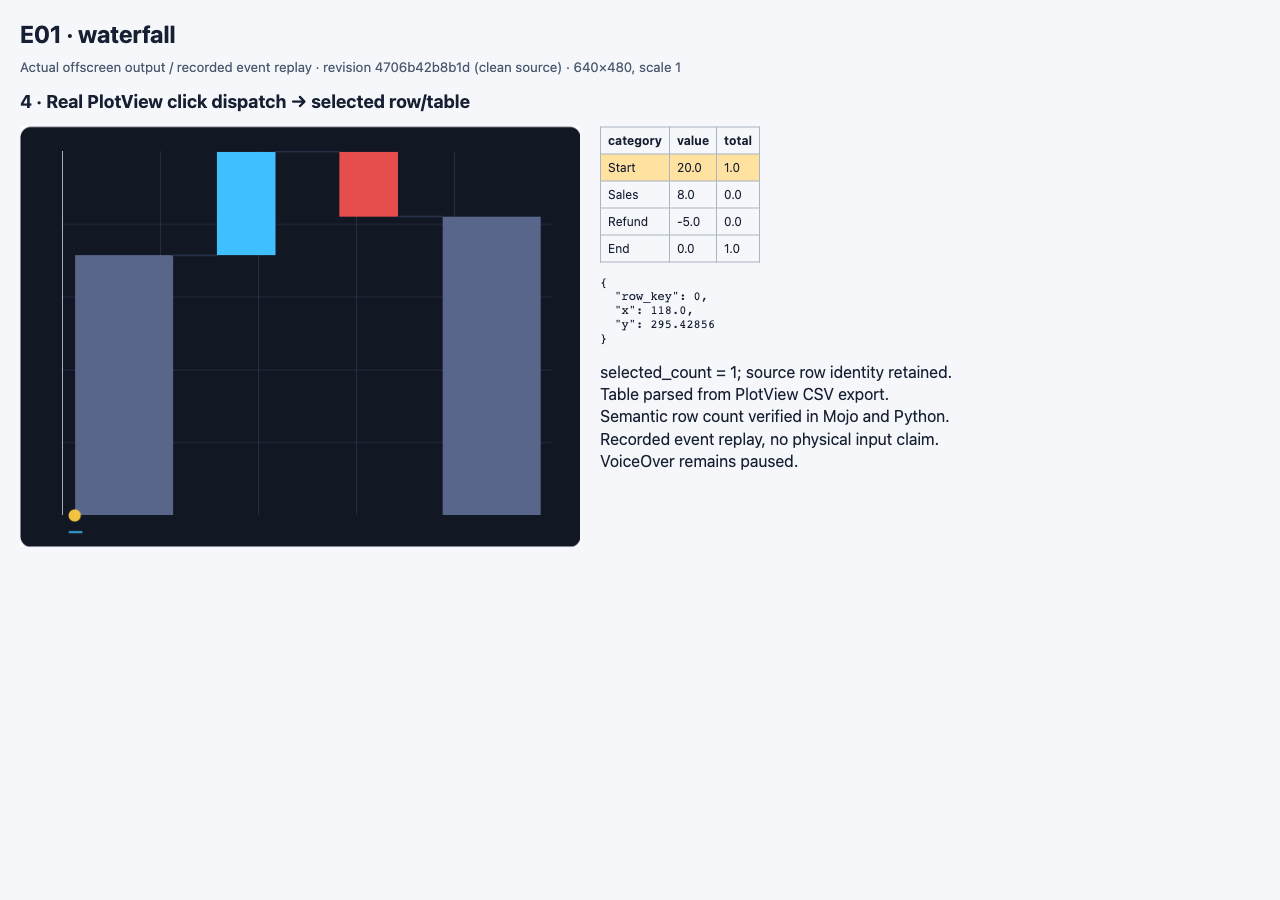 E01 · waterfall
Actual offscreen output / recorded event replay · revision 4706b42b8b1d (clean source) · 640×480, scale 1
4 · Real PlotView click dispatch → selected row/table
category value total
Start 20.0 1.0
Sales 8.0 0.0
Refund -5.0 0.0
End 0.0 1.0
{
"row_key": 0,
"x": 118.0,
"y": 295.42856
}
selected_count = 1; source row identity retained.
Table parsed from PlotView CSV export.
Semantic row count verified in Mojo and Python.
Recorded event replay, no physical input claim.
VoiceOver remains paused.